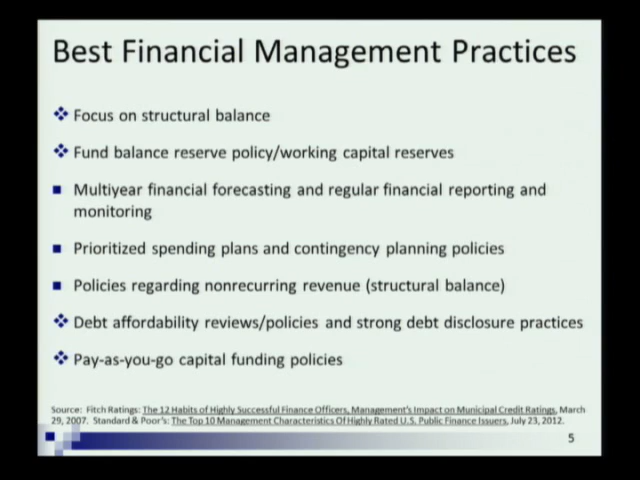 Best Financial Management Practices
Focus on structural balance
Fund balance reserve policy/working capital reserves
Multiyear financial forecasting and regular financial reporting and
monitoring
Prioritized spending plans and contingency planning policies
Policies regarding nonrecurring revenue (structural balance)
Debt affordability reviews/policies and strong debt disclosure practices
Pay-as-you-go capital funding policies
Source: Fitch Ratings: The 12 Habits of Highly Successful Finance Officers, Management's Impact on Municipal Credit Ratings, March
29, 2007. Standard & Poor's: The Top 10 Management Characteristics Of Highly Rated U.S. Public Finance Issuers, July 23, 2012.
5